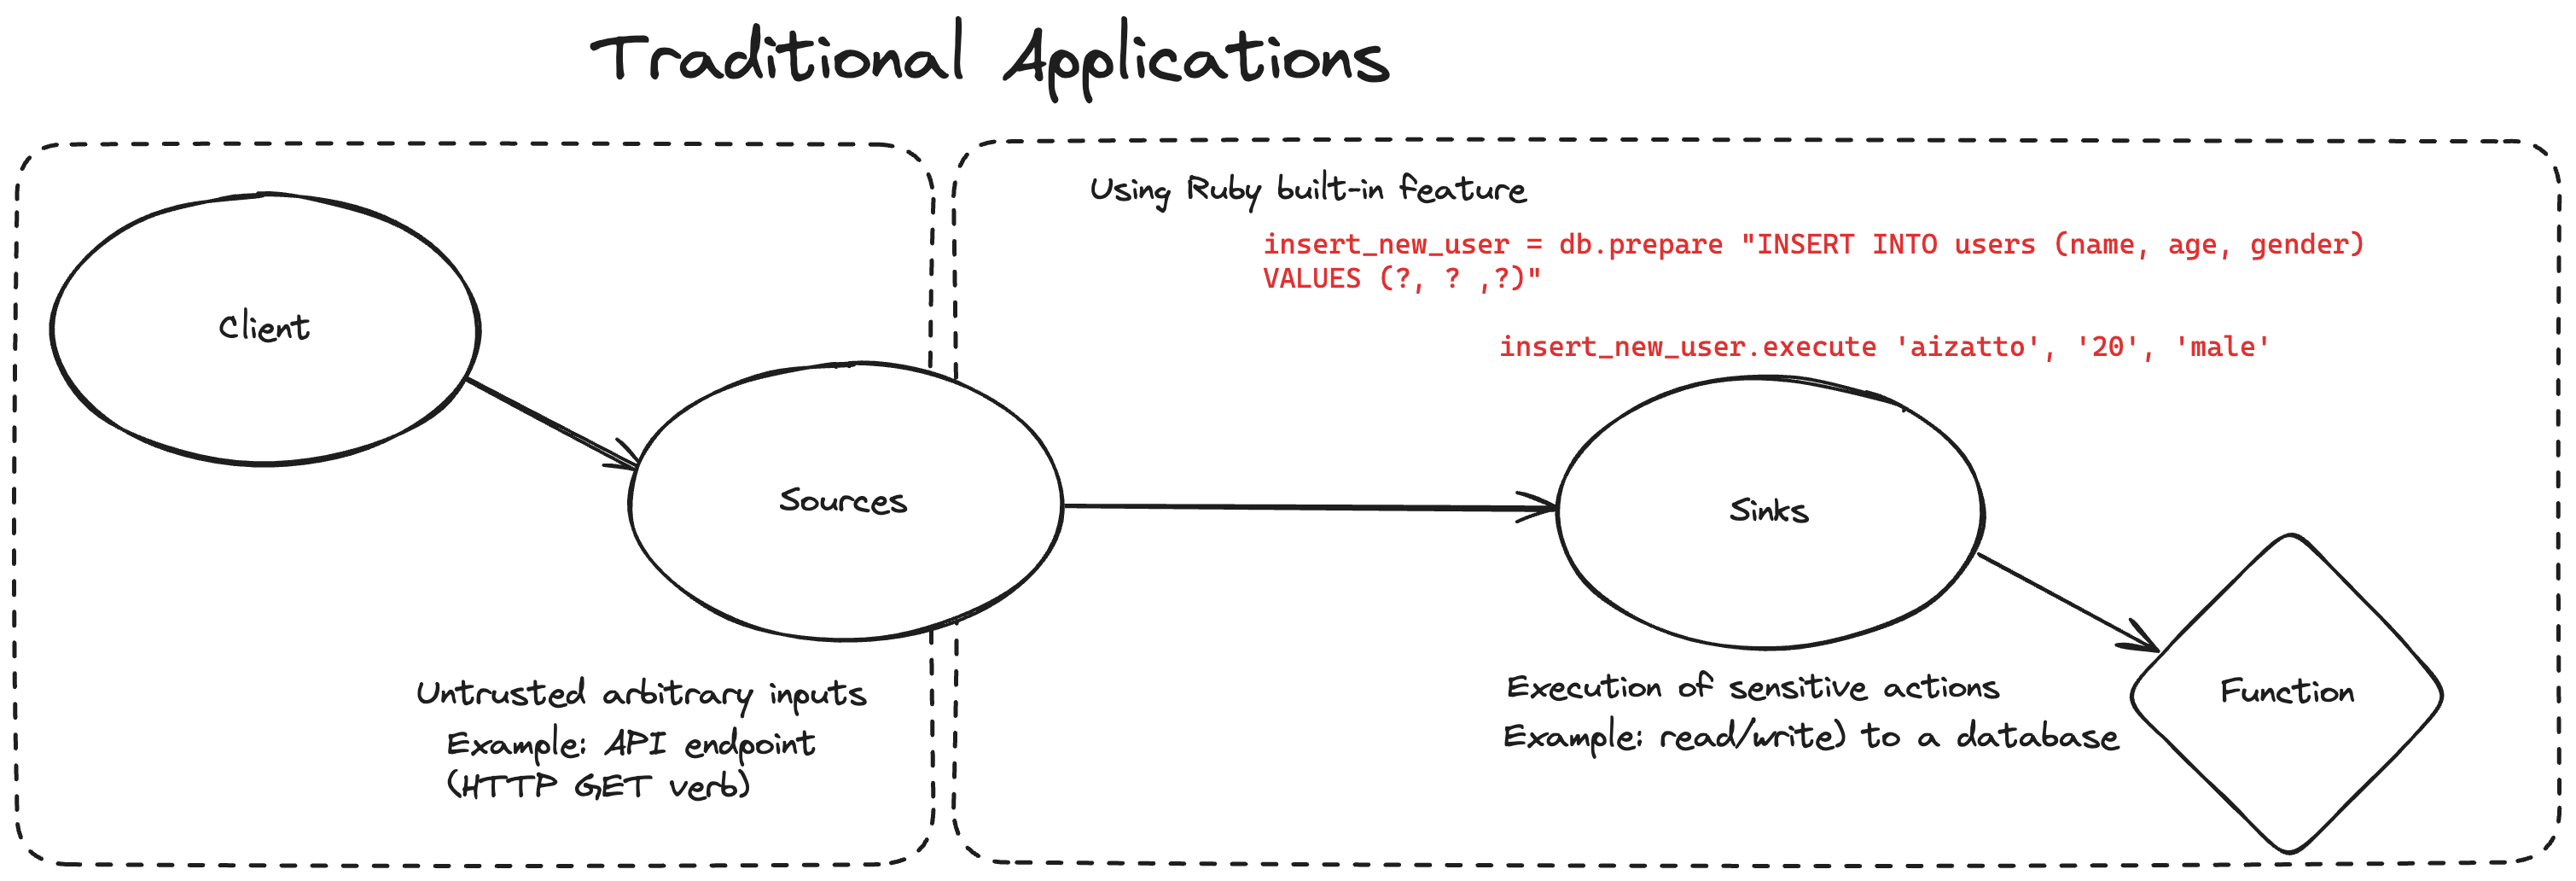 Traditional Applications
Using Ruby built-in feature
insert_new_user = db.prepare "INSERT INTO users (name, age, gender)
VALUES (?, ? ,?)"
insert_new_user.execute 'aizatto', '20', 'male'
Client
Sources
Sinks
Function
Untrusted arbitrary inputs
Example: API endpoint
(HTTP GET verb)
Execution of sensitive actions
Example: read/write) to a database